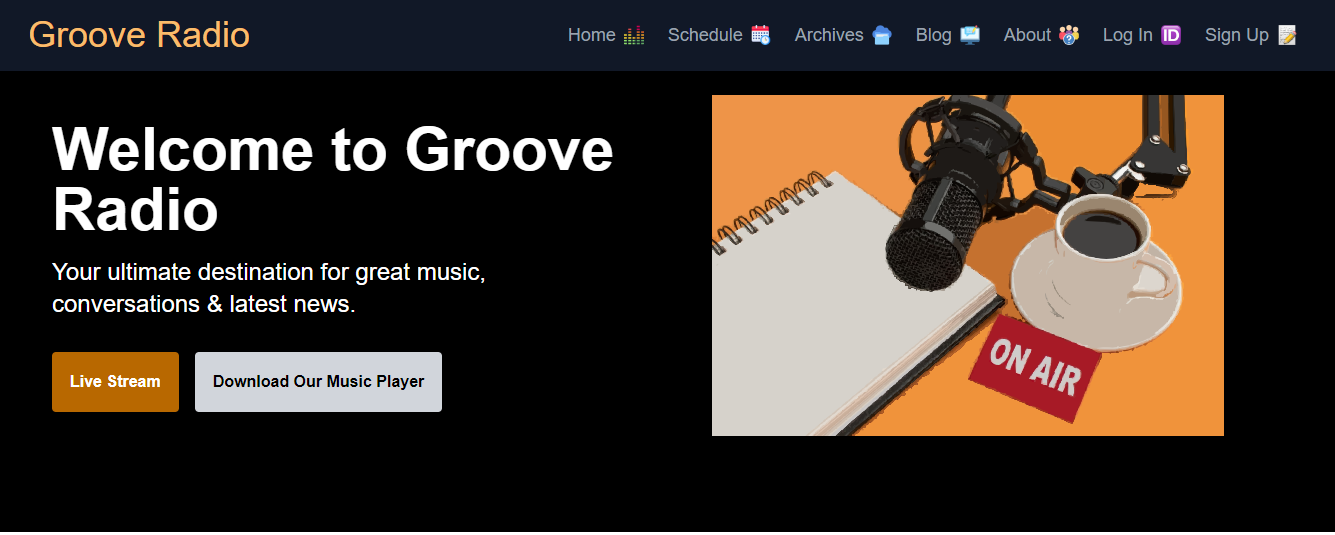 Groove Radio
Home
Schedule
Archives
Blog
About
Log In ID
Sign Up
Welcome to Groove
Radio
Your ultimate destination for great music,
conversations & latest news.
Live Stream
Download Our Music Player
ON AIR